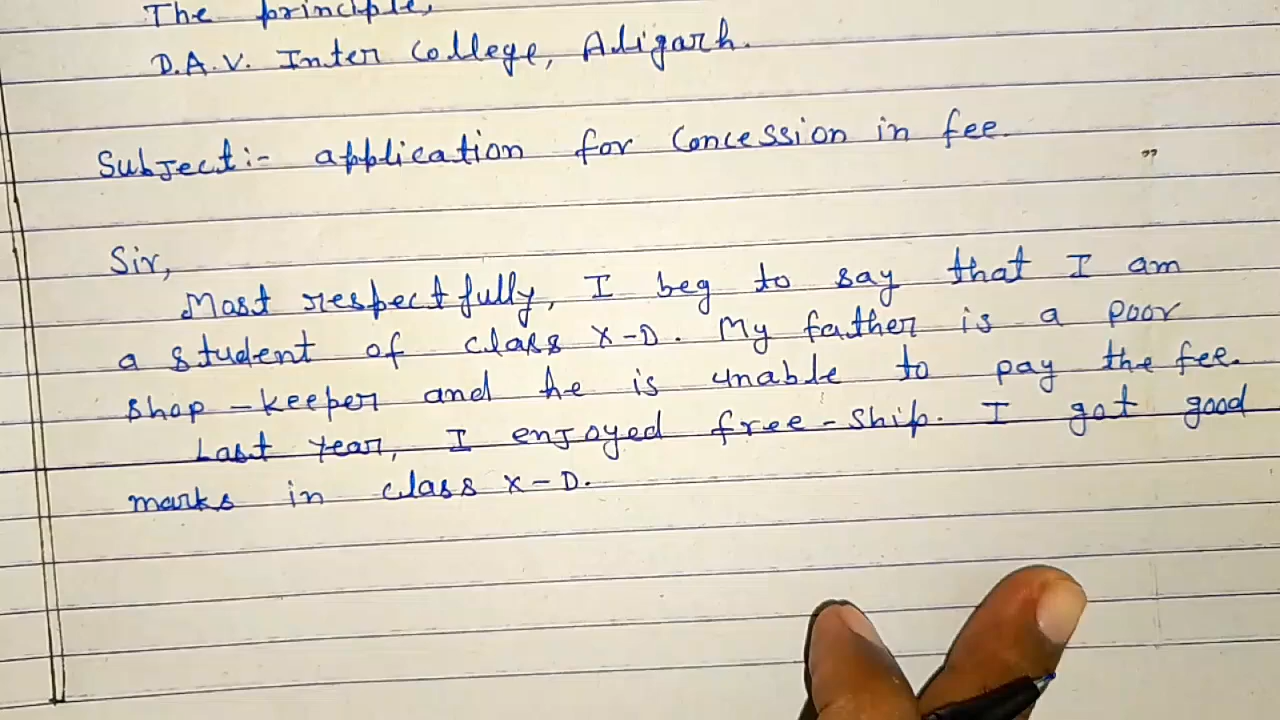 The principle,
D.A.V. Inter College, Aligarh.
Subject:- application for Concession in fee.
”
Sir,
Most respectfully, I beg to say that I am
a student of class X-D. My father is a poor
shop-keeper and he is unable to pay the fee.
Last year, I enjoyed free-ship. I got good
marks in class X-D.